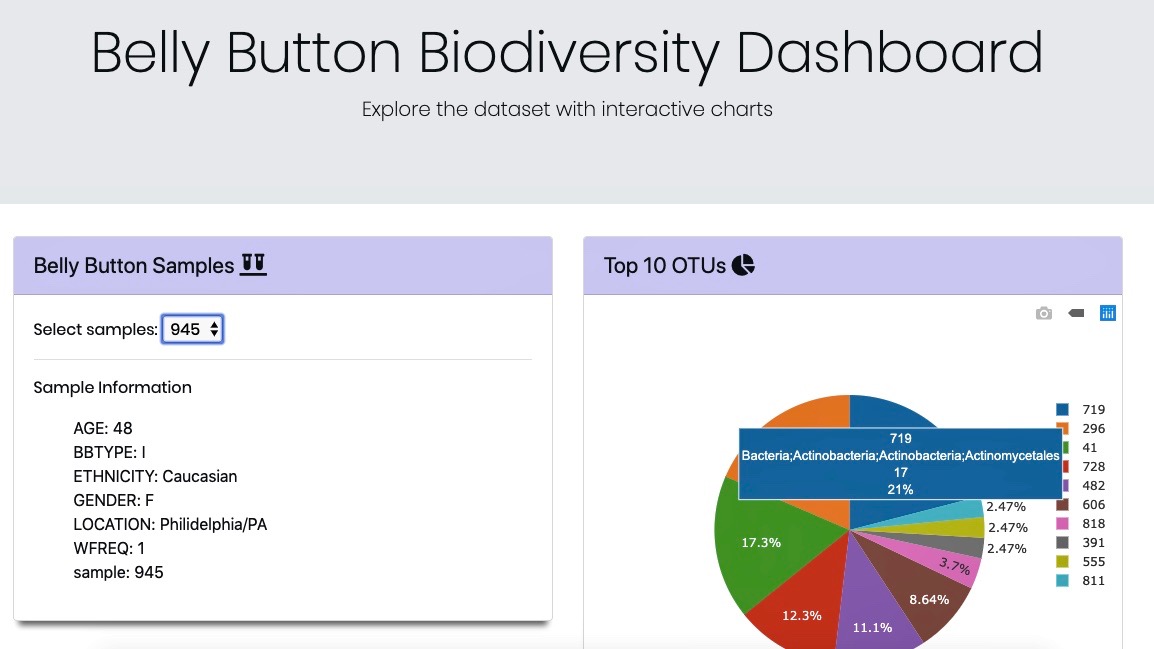 Belly Button Biodiversity Dashboard
Explore the dataset with interactive charts
Belly Button Samples
Select samples: 945
Sample Information
AGE: 48
BBTYPE: I
ETHNICITY: Caucasian
GENDER: F
LOCATION: Philidelphia/PA
WFREQ: 1
sample: 945
Top 10 OTUs
719
Bacteria;Actinobacteria;Actinobacteria;Actinomycetales
17
21%
2.47%
2.47%
2.47%
3.7%
8.64%
11.1%
12.3%
17.3%
719
296
41
728
482
606
818
391
555
811